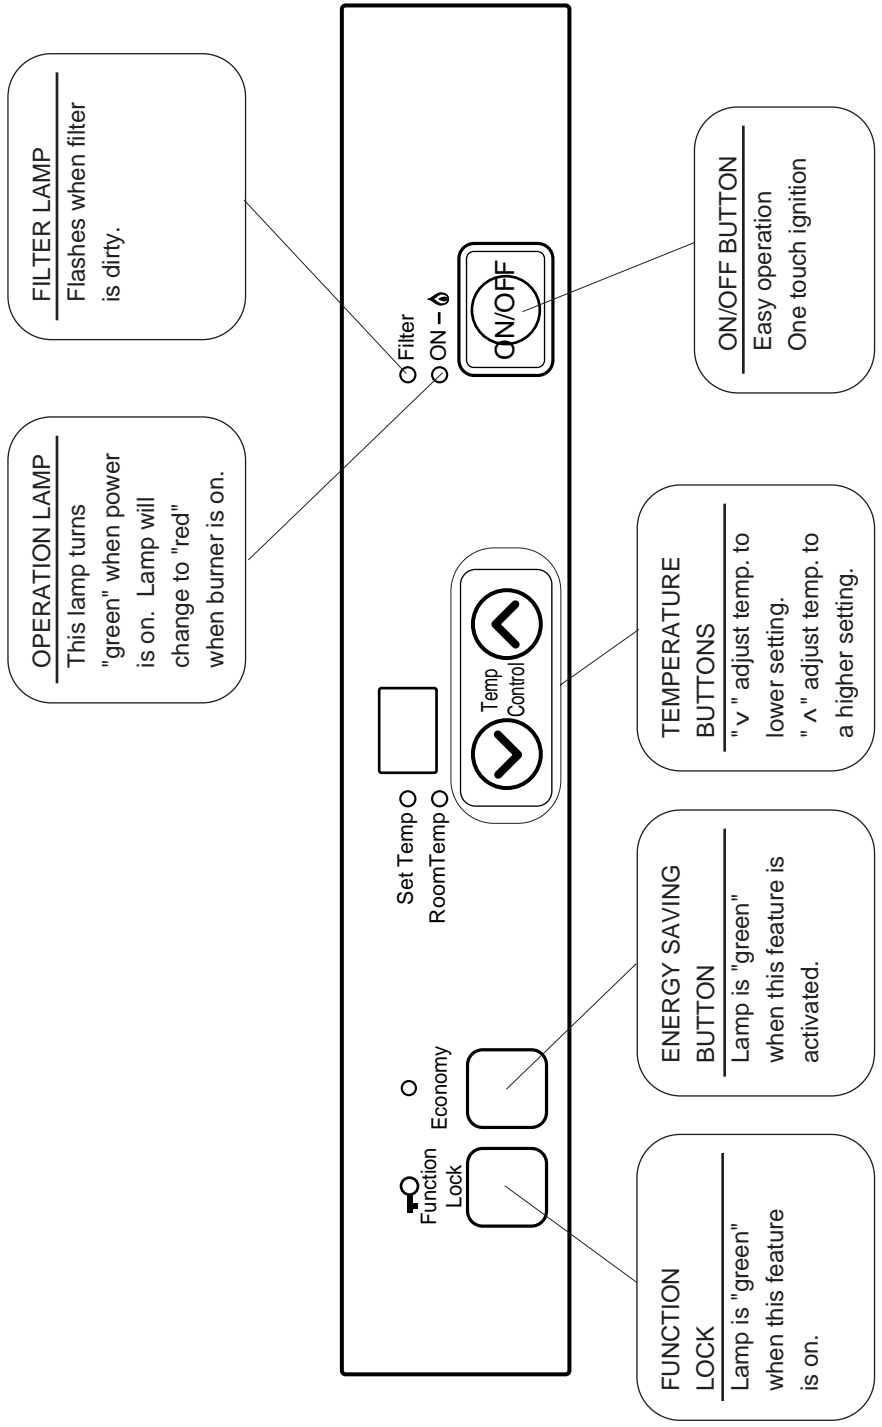 OPERATION LAMP
This lamp turns
"green" when power
is on. Lamp will
change to "red"
when burner is on.
FILTER LAMP
Flashes when filter
is dirty.
Function
Lock
Economy
Set Temp
RoomTemp
Temp
Control
Filter
ON –
ON/OFF
FUNCTION
LOCK
Lamp is "green"
when this feature
is on.
ENERGY SAVING
BUTTON
Lamp is "green"
when this feature is
activated.
TEMPERATURE
BUTTONS
"∨" adjust temp. to
lower setting.
"∧" adjust temp. to
a higher setting.
ON/OFF BUTTON
Easy operation
One touch ignition